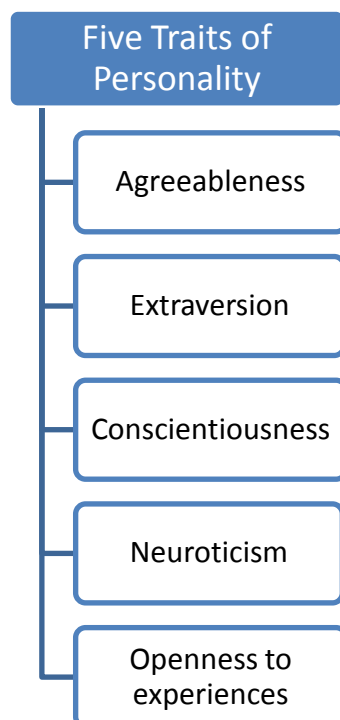 Five Traits of
Personality
Agreeableness
Extraversion
Conscientiousness
Neuroticism
Openness to
experiences